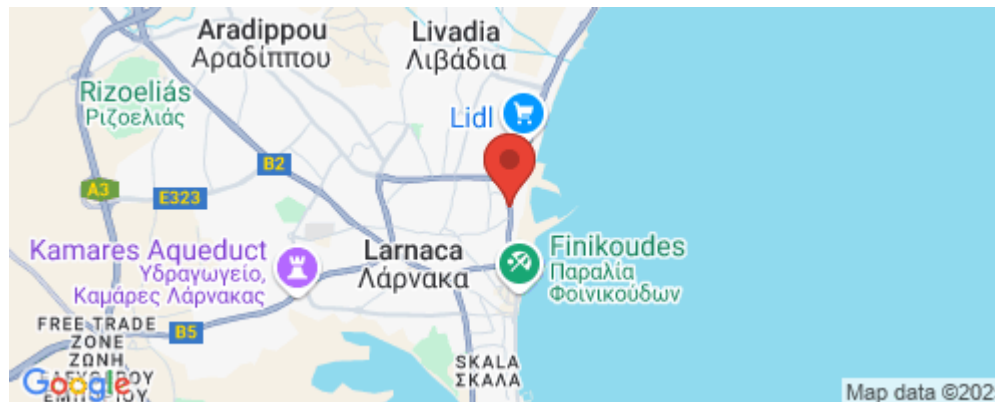 Aradippou
Αραδίππου
Livadia
Λιβάδια
Rizoeliás
Ριζοελιάς
Lidl
B2
A3
E323
Kamares Aqueduct
Υδραγωγείο,
Καμάρες Λάρνακας
Larnaca
Λάρνακα
Finikoudes
Παραλία
Φοινικούδων
FREE TRADE
ZONE
ΖΩΝΗ
B5
SKALA
ΣΚΑΛΑ
Google
Map data ©202